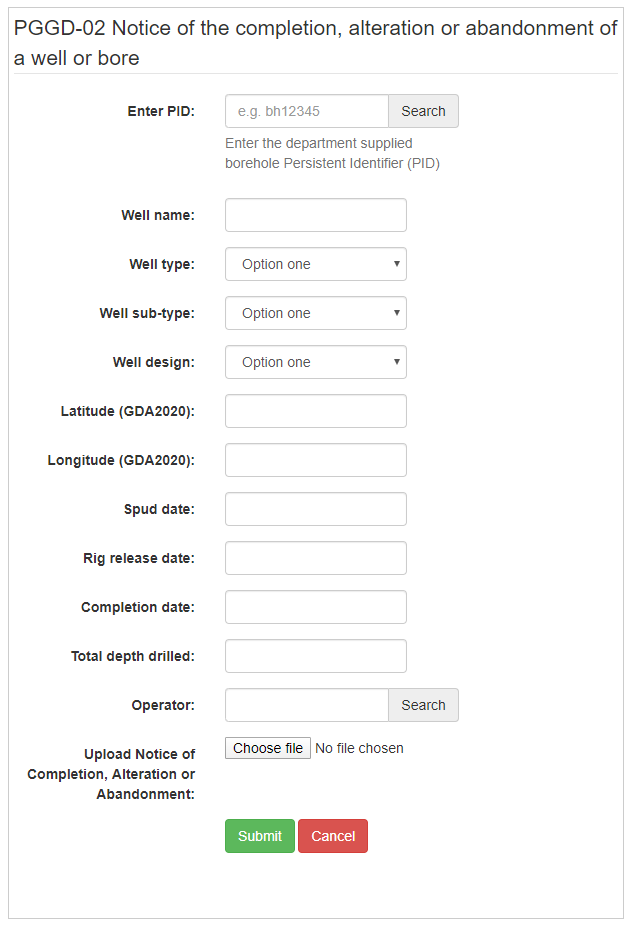 PGGD-02 Notice of the completion, alteration or abandonment of
a well or bore
Enter PID: e.g. bh12345 Search
Enter the department supplied
borehole Persistent Identifier (PID)
Well name:
Well type: Option one
Well sub-type: Option one
Well design: Option one
Latitude (GDA2020):
Longitude (GDA2020):
Spud date:
Rig release date:
Completion date:
Total depth drilled:
Operator: Search
Upload Notice of Choose file No file chosen
Completion, Alteration or
Abandonment:
Submit Cancel